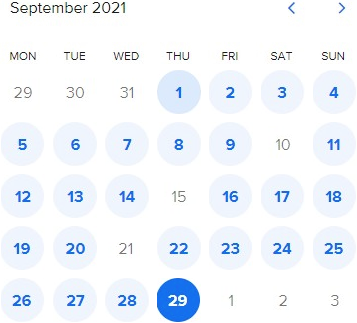 September 2021
MON TUE WED THU FRI SAT SUN
29 30 31 1 2 3 4
5 6 7 8 9 10 11
12 13 14 15 16 17 18
19 20 21 22 23 24 25
26 27 28 29 1 2 3